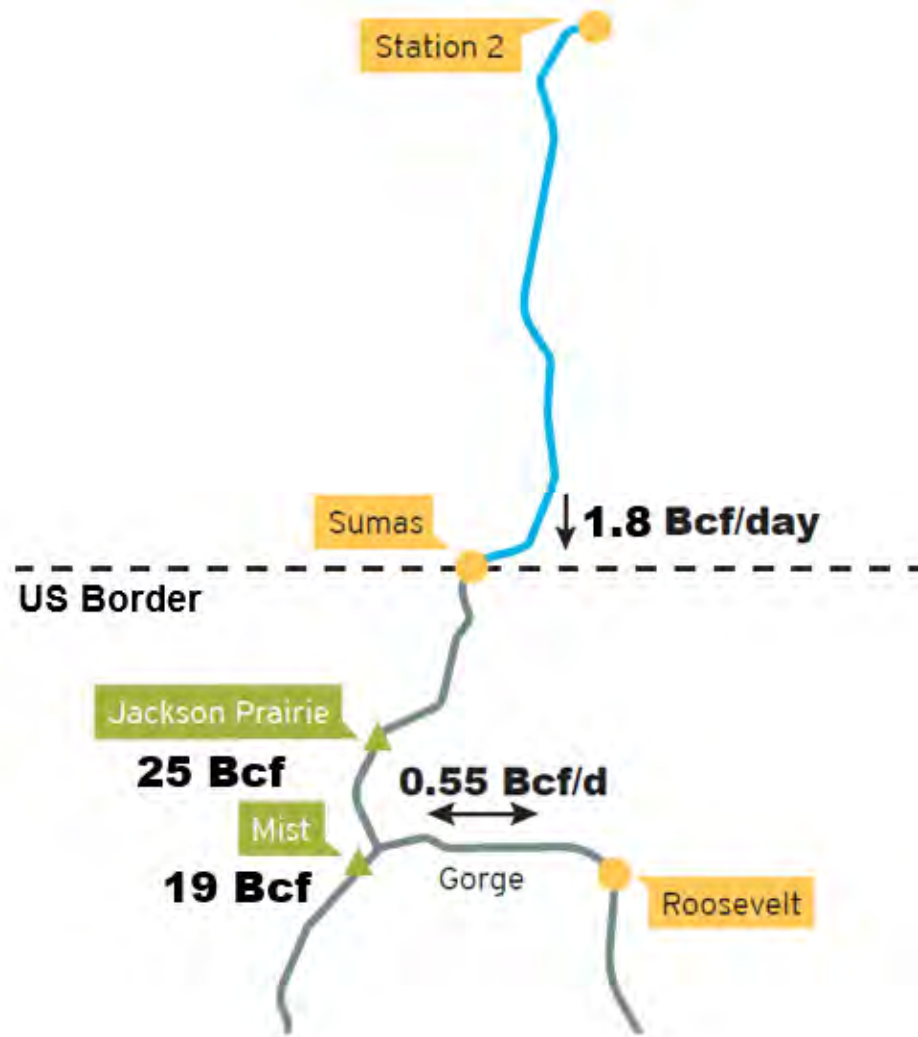 Station 2
Sumas
1.8 Bcf/day
US Border
Jackson Prairie
25 Bcf
0.55 Bcf/d
Mist
19 Bcf
Gorge
Roosevelt